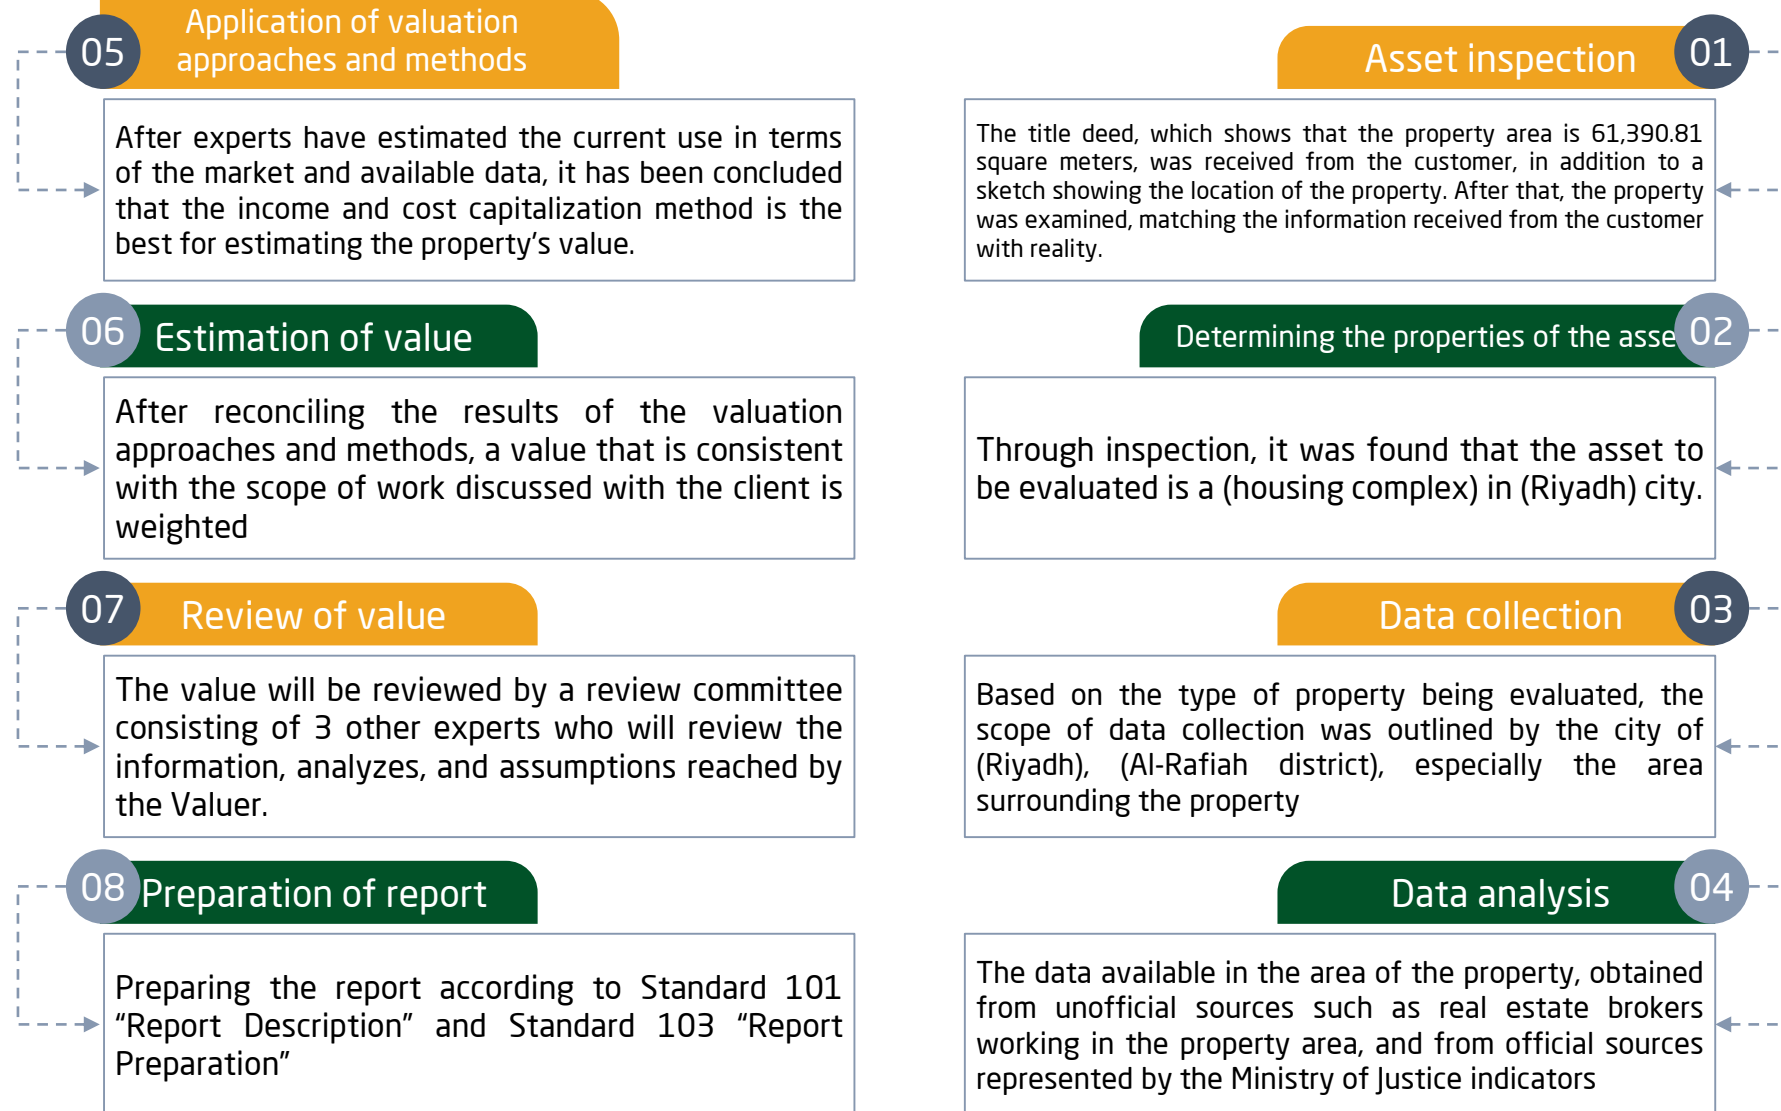 01
Asset inspection
The title deed, which shows that the property area is 61,390.81
square meters, was received from the customer, in addition to a
sketch showing the location of the property. After that, the property
was examined, matching the information received from the customer
with reality.
02
Determining the properties of the asse
Through inspection, it was found that the asset to
be evaluated is a (housing complex) in (Riyadh) city.
03
Data collection
Based on the type of property being evaluated, the
scope of data collection was outlined by the city of
(Riyadh), (Al-Rafiah district), especially the area
surrounding the property
04
Data analysis
The data available in the area of the property, obtained
from unofficial sources such as real estate brokers
working in the property area, and from official sources
represented by the Ministry of Justice indicators
05
Application of valuation
approaches and methods
After experts have estimated the current use in terms
of the market and available data, it has been concluded
that the income and cost capitalization method is the
best for estimating the property’s value.
06
Estimation of value
After reconciling the results of the valuation
approaches and methods, a value that is consistent
with the scope of work discussed with the client is
weighted
07
Review of value
The value will be reviewed by a review committee
consisting of 3 other experts who will review the
information, analyzes, and assumptions reached by
the Valuer.
08
Preparation of report
Preparing the report according to Standard 101
“Report Description” and Standard 103 “Report
Preparation”